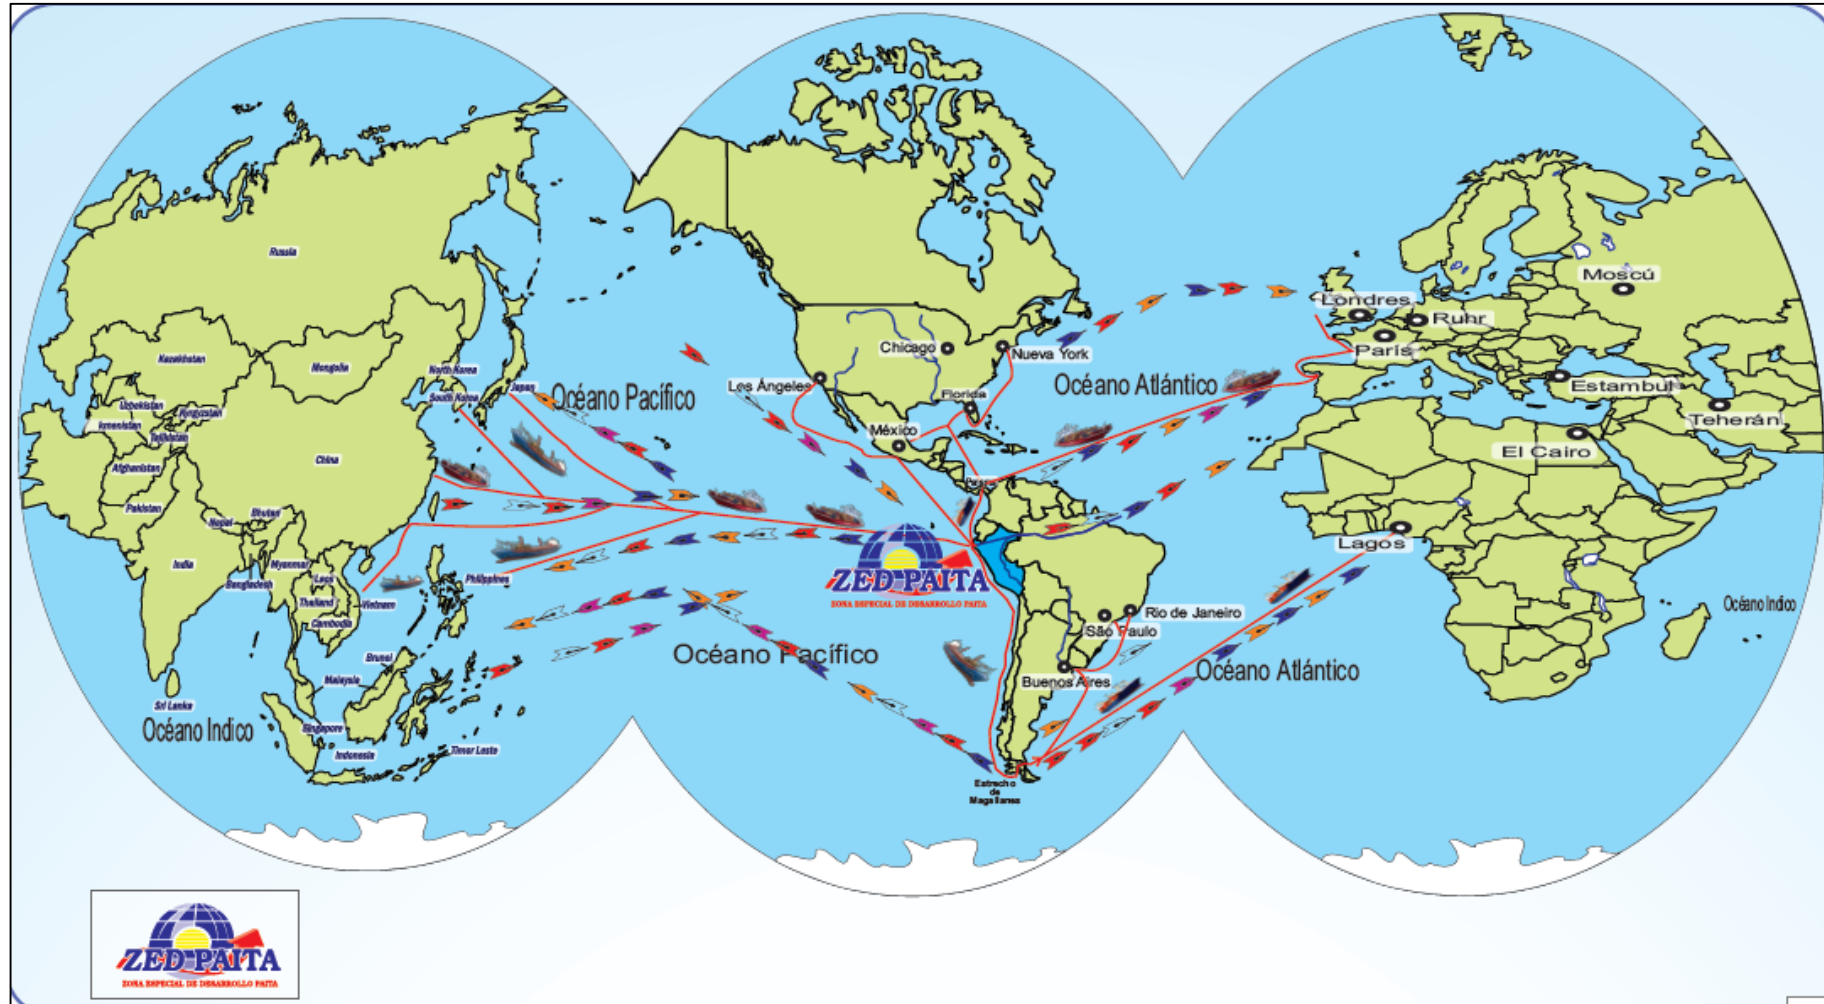 Russia
Kazakhstan
Mongolia
North Korea
South Korea
Japan
Uzbekistan
Kyrgyzstan
Tajikistan
Afghanistan
China
Pakistan
Nepal
Bhutan
India
Bangladesh
Myanmar
Laos
Thailand
Vietnam
Cambodia
Philippines
Brunei
Malaysia
Sri Lanka
Singapore
Indonesia
Timor Leste
Océano Indico
Océano Pacífico
Océano Pacífico
Los Ángeles
Chicago
Nueva York
Florida
México
ZED PAITA
ZONA ESPECIAL DE DESARROLLO PAITA
Rio de Janeiro
São Paulo
Buenos Aires
Estrecho
de
Magallanes
Océano Atlántico
Océano Atlántico
Londres
Ruhr
París
Moscú
Estambul
Teherán
El Cairo
Lagos
Océano Indico
ZED PAITA
ZONA ESPECIAL DE DESARROLLO PAITA